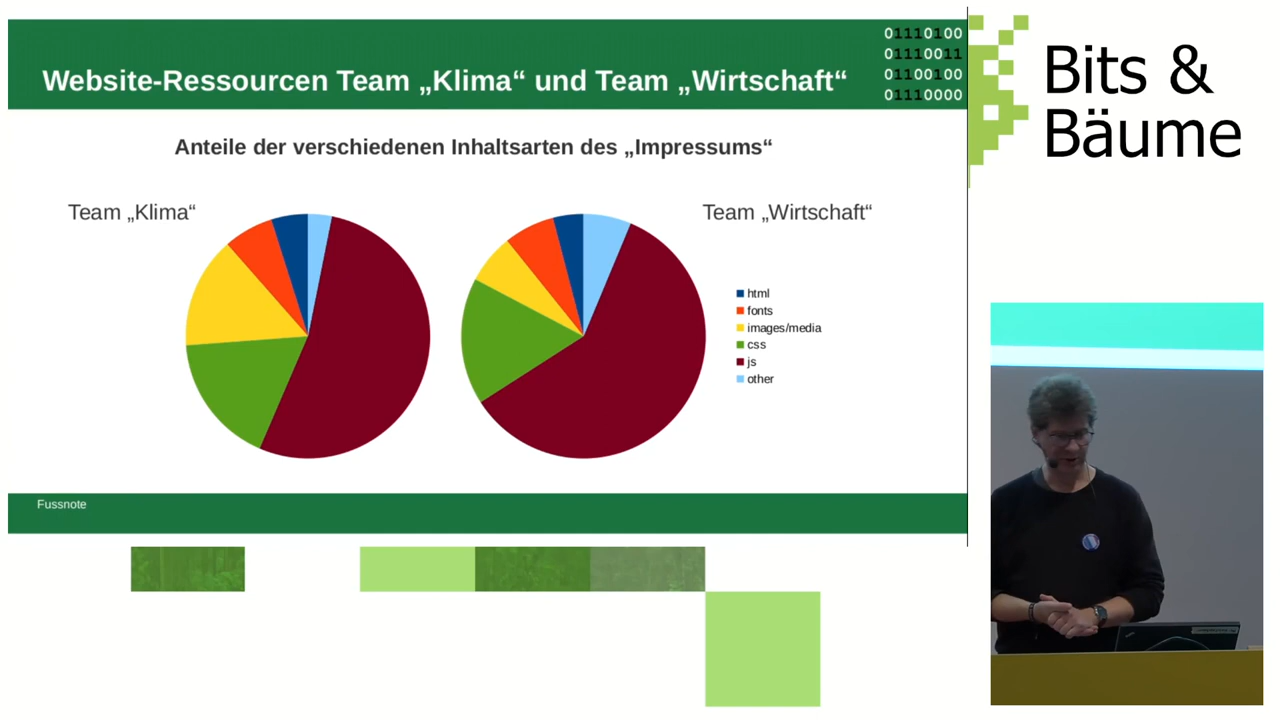 Website-Ressourcen Team „Klima“ und Team „Wirtschaft“
01110100
01110011
01100100
01110000
Bits &
Bäume
Anteile der verschiedenen Inhaltsarten des „Impressums“
Team „Klima“
Team „Wirtschaft“
html
fonts
images/media
css
js
other
Fussnote